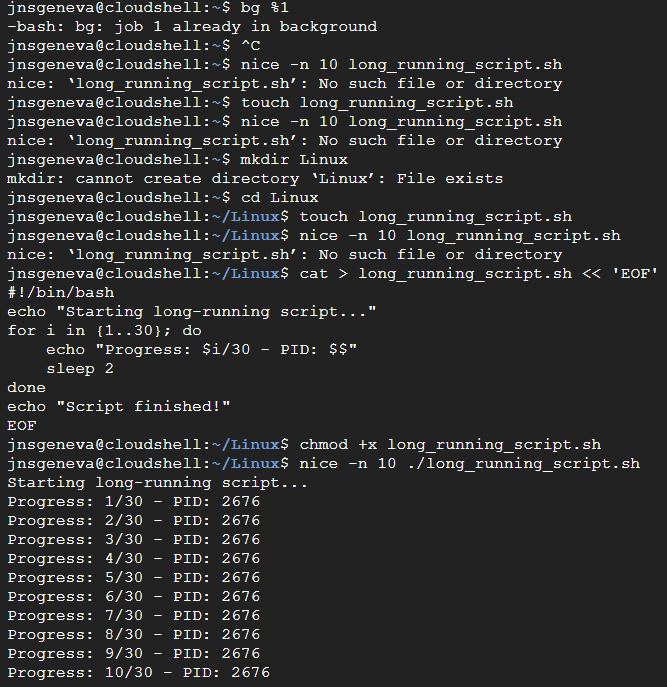 jnsgeneva@cloudshell:~$ bg %1
-bash: bg: job 1 already in background
jnsgeneva@cloudshell:~$ ^C
jnsgeneva@cloudshell:~$ nice -n 10 long_running_script.sh
nice: ‘long_running_script.sh’: No such file or directory
jnsgeneva@cloudshell:~$ touch long_running_script.sh
jnsgeneva@cloudshell:~$ nice -n 10 long_running_script.sh
nice: ‘long_running_script.sh’: No such file or directory
jnsgeneva@cloudshell:~$ mkdir Linux
mkdir: cannot create directory ‘Linux’: File exists
jnsgeneva@cloudshell:~$ cd Linux
jnsgeneva@cloudshell:~/Linux$ touch long_running_script.sh
jnsgeneva@cloudshell:~/Linux$ nice -n 10 long_running_script.sh
nice: ‘long_running_script.sh’: No such file or directory
jnsgeneva@cloudshell:~/Linux$ cat > long_running_script.sh << 'EOF'
#!/bin/bash
echo "Starting long-running script..."
for i in {1..30}; do
    echo "Progress: $i/30 - PID: $$"
    sleep 2
done
echo "Script finished!"
EOF
jnsgeneva@cloudshell:~/Linux$ chmod +x long_running_script.sh
jnsgeneva@cloudshell:~/Linux$ nice -n 10 ./long_running_script.sh
Starting long-running script...
Progress: 1/30 - PID: 2676
Progress: 2/30 - PID: 2676
Progress: 3/30 - PID: 2676
Progress: 4/30 - PID: 2676
Progress: 5/30 - PID: 2676
Progress: 6/30 - PID: 2676
Progress: 7/30 - PID: 2676
Progress: 8/30 - PID: 2676
Progress: 9/30 - PID: 2676
Progress: 10/30 - PID: 2676